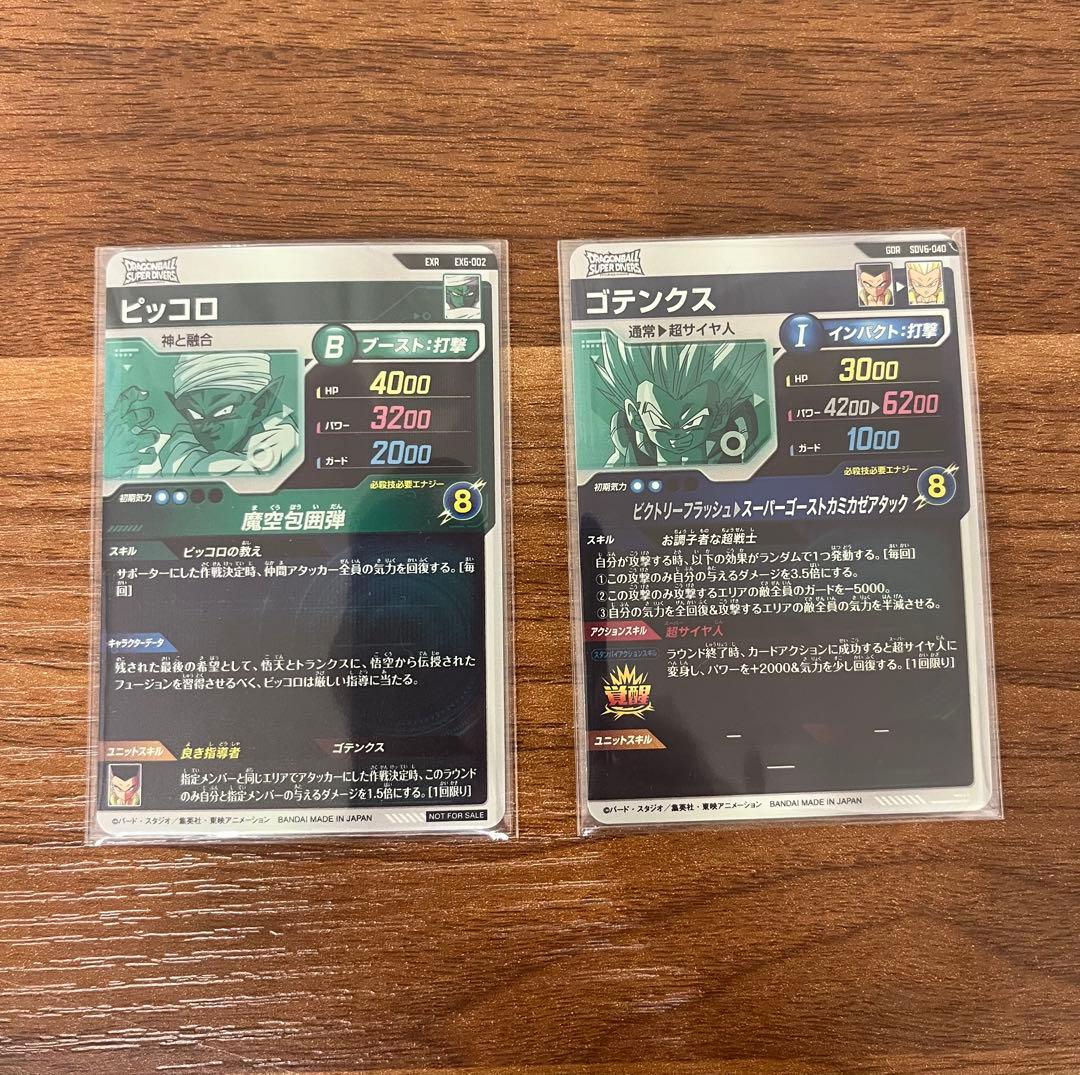 DRAGONBALL
SUPER DIVERS
EXR EX6-002
ピッコロ
神と融合
B ブースト:打撃
HP 4000
パワー 3200
ガード 2000
初期気力
必殺技必要エナジー
8
魔空包囲弾
スキル ピッコロの教え
サポーターにした作戦決定時、仲間アタッカー全員の気力を回復する。[毎
回]
キャラクターデータ
残された最後の希望として、悟天とトランクスに、悟空から伝授された
フュージョンを習得させるべく、ピッコロは厳しい指導に当たる。
ユニットスキル 良き指導者 ゴテンクス
指定メンバーと同じエリアでアタッカーにした作戦決定時、このラウンド
のみ自分と指定メンバーの与えるダメージを1.5倍にする。[1回限り]
©バード・スタジオ/集英社・東映アニメーション BANDAI MADE IN JAPAN NOT FOR SALE
DRAGONBALL
SUPER DIVERS
GDR SDV6-040
ゴテンクス
通常▶超サイヤ人
I インパクト:打撃
HP 3000
パワー 4200▶6200
ガード 1000
初期気力
必殺技必要エナジー
8
ビクトリーフラッシュ▶スーパーゴーストカミカゼアタック
スキル お調子者な超戦士
自分が攻撃する時、以下の効果がランダムで1つ発動する。[毎回]
①この攻撃のみ自分の与えるダメージを3.5倍にする。
②この攻撃のみ攻撃するエリアの敵全員のガードを-5000。
③自分の気力を全回復&攻撃するエリアの敵全員の気力を半減させる。
アクションスキル 超サイヤ人
スタンバイアクションスキル
ラウンド終了時、カードアクションに成功すると超サイヤ人に
変身し、パワーを+2000&気力を少し回復する。[1回限り]
覚醒
ユニットスキル ー ー
ー
©バード・スタジオ/集英社・東映アニメーション BANDAI MADE IN JAPAN